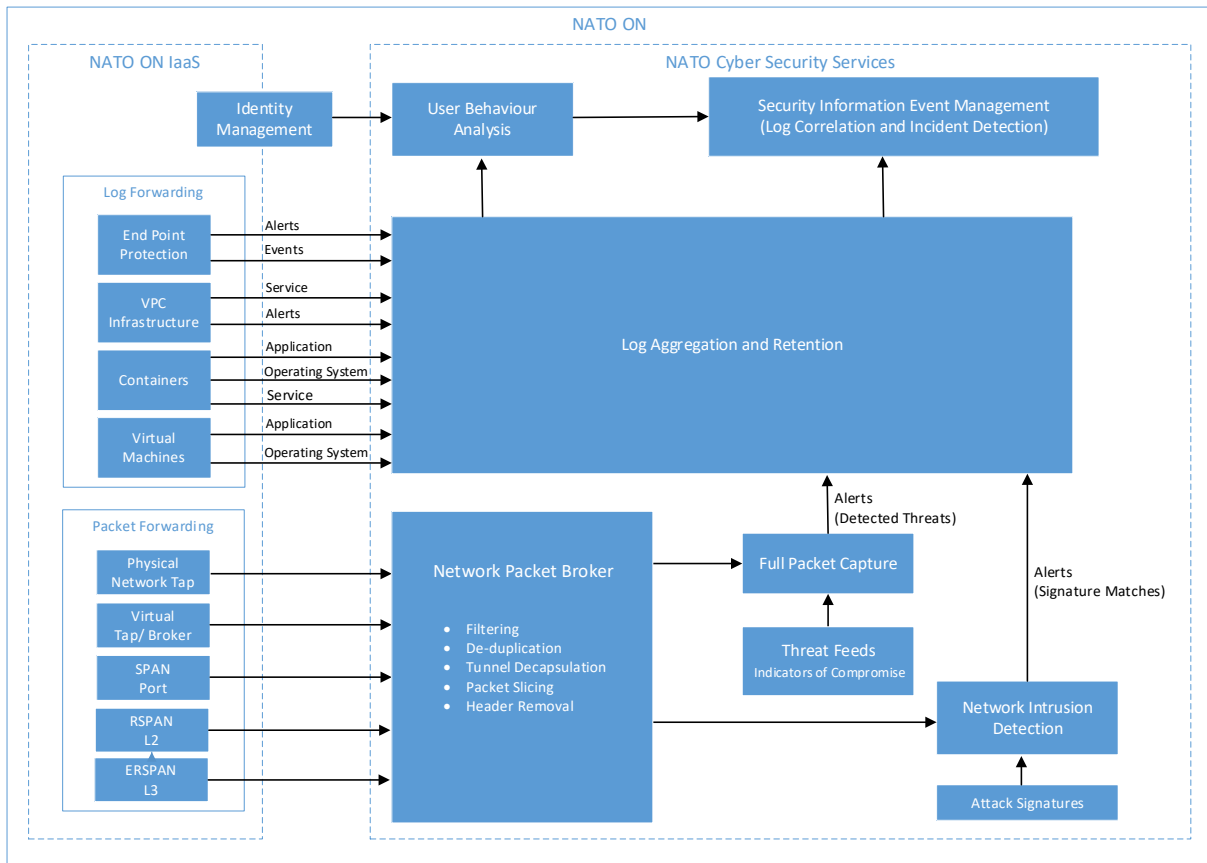 NATO ON
NATO ON IaaS
NATO Cyber Security Services
Identity
Management
User Behaviour
Analysis
Security Information Event Management
(Log Correlation and Incident Detection)
Log Forwarding
End Point
Protection
Alerts
Events
VPC
Infrastructure
Service
Alerts
Containers
Application
Operating System
Service
Virtual
Machines
Application
Operating System
Log Aggregation and Retention
Alerts
(Detected Threats)
Alerts
(Signature Matches)
Packet Forwarding
Physical
Network Tap
Virtual
Tap/ Broker
SPAN
Port
RSPAN
L2
ERSPAN
L3
Network Packet Broker
• Filtering
• De-duplication
• Tunnel Decapsulation
• Packet Slicing
• Header Removal
Full Packet Capture
Threat Feeds
Indicators of Compromise
Network Intrusion
Detection
Attack Signatures